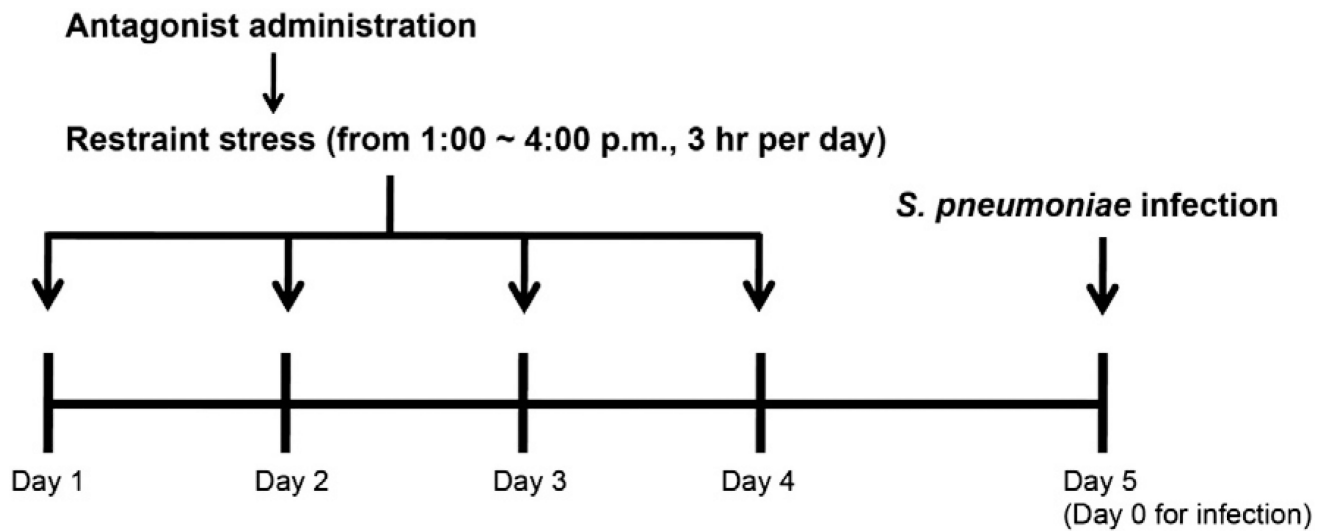 Antagonist administration
Restraint stress (from 1:00 ~ 4:00 p.m., 3 hr per day)
S. pneumoniae infection
Day 1
Day 2
Day 3
Day 4
Day 5
(Day 0 for infection)